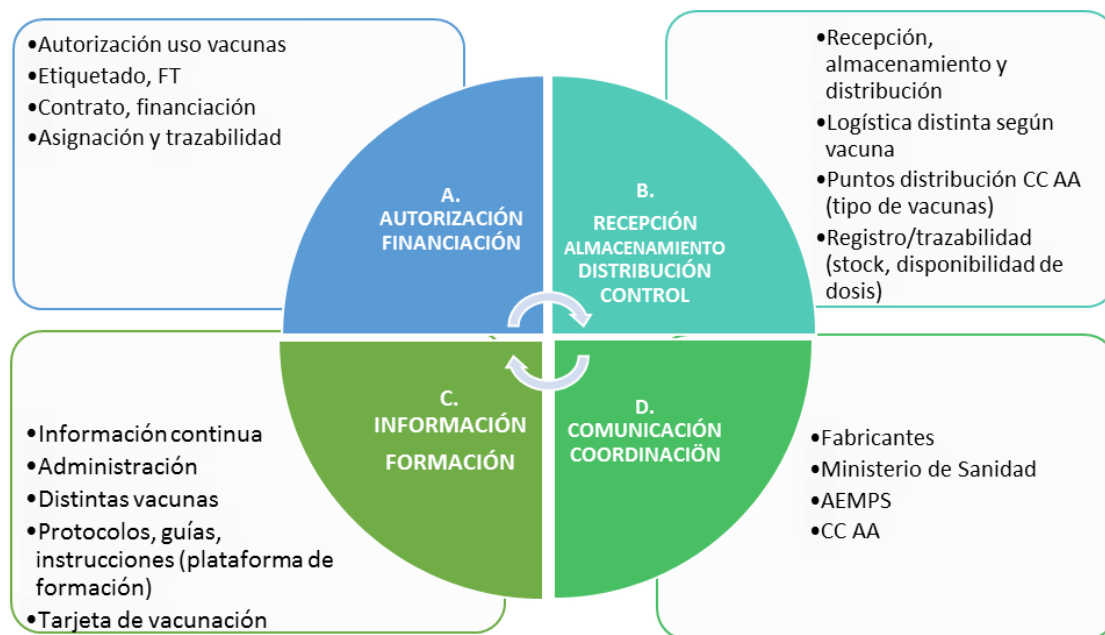 •Autorización uso vacunas
•Etiquetado, FT
•Contrato, financiación
•Asignación y trazabilidad
•Recepción,
almacenamiento y
distribución
•Logística distinta según
vacuna
•Puntos distribución CC AA
(tipo de vacunas)
•Registro/trazabilidad
(stock, disponibilidad de
dosis)
A.
AUTORIZACIÓN
FINANCIACIÓN
B.
RECEPCIÓN
ALMACENAMIENTO
DISTRIBUCIÓN
CONTROL
C.
INFORMACIÓN
FORMACIÓN
D.
COMUNICACIÓN
COORDINACIÖN
•Información continua
•Administración
•Distintas vacunas
•Protocolos, guías,
instrucciones (plataforma de
formación)
•Tarjeta de vacunación
•Fabricantes
•Ministerio de Sanidad
•AEMPS
•CC AA